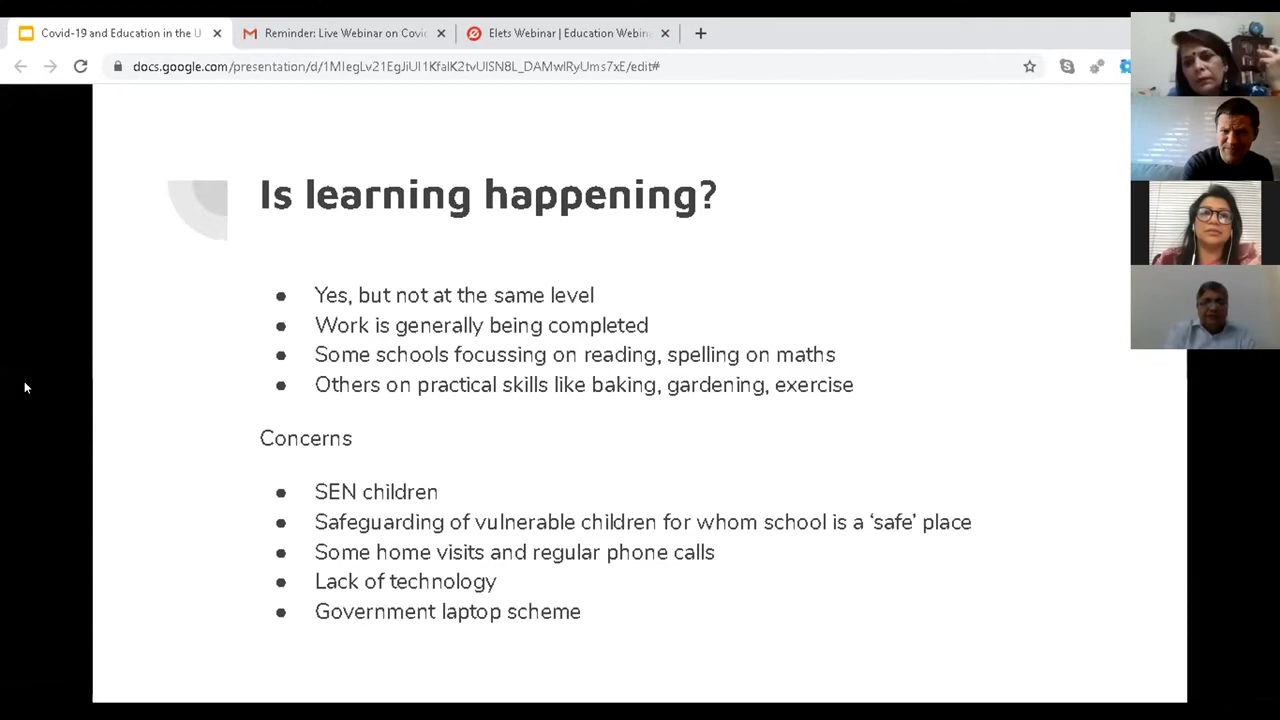 Covid-19 and Education in the U
Reminder: Live Webinar on Covid
Elets Webinar | Education Webin
docs.google.com/presentation/d/1MIegLv21EgJiUI1KfalK2tvUlSN8L_DAMwlRyUms7xE/edit#
Is learning happening?
Yes, but not at the same level
Work is generally being completed
Some schools focussing on reading, spelling on maths
Others on practical skills like baking, gardening, exercise
Concerns
SEN children
Safeguarding of vulnerable children for whom school is a ‘safe’ place
Some home visits and regular phone calls
Lack of technology
Government laptop scheme